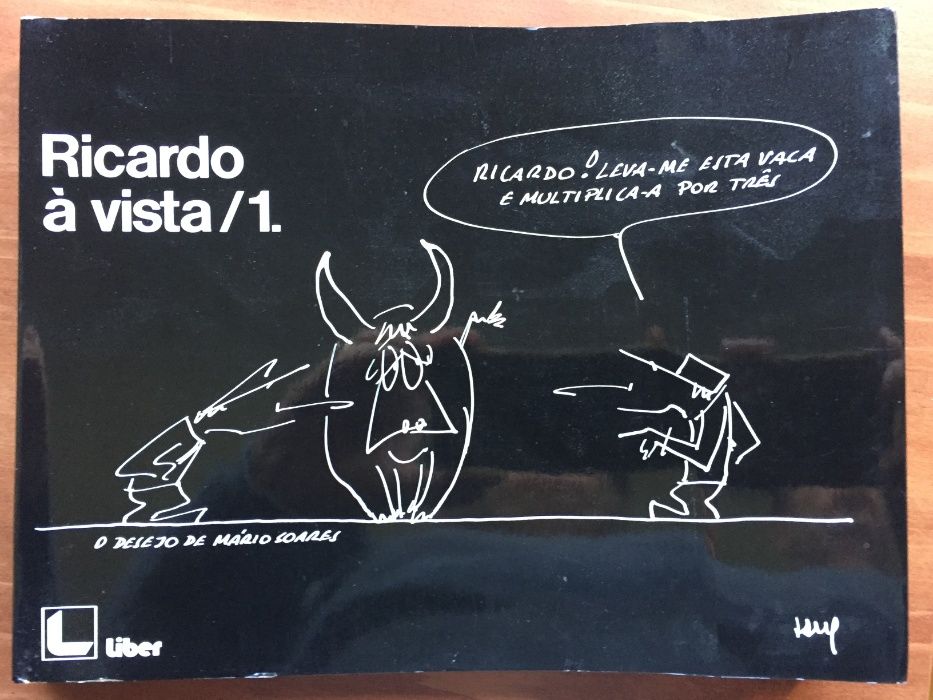 Ricardo
à vista/1.
RICARDO! LEVA-ME ESTA VACA
E MULTIPLICA-A POR TRÊS
O DESEJO DE MÁRIO SOARES
L Liber